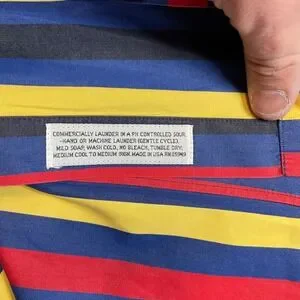 COMMERCIALLY LAUNDER IN A PH CONTROLLED SOUR,
-HAND OR MACHINE LAUNDER (GENTLE CYCLE),
MILD SOAP, WASH COLD, NO BLEACH, TUMBLE DRY,
MEDIUM COOL TO MEDIUM IRON. MADE IN USA RN